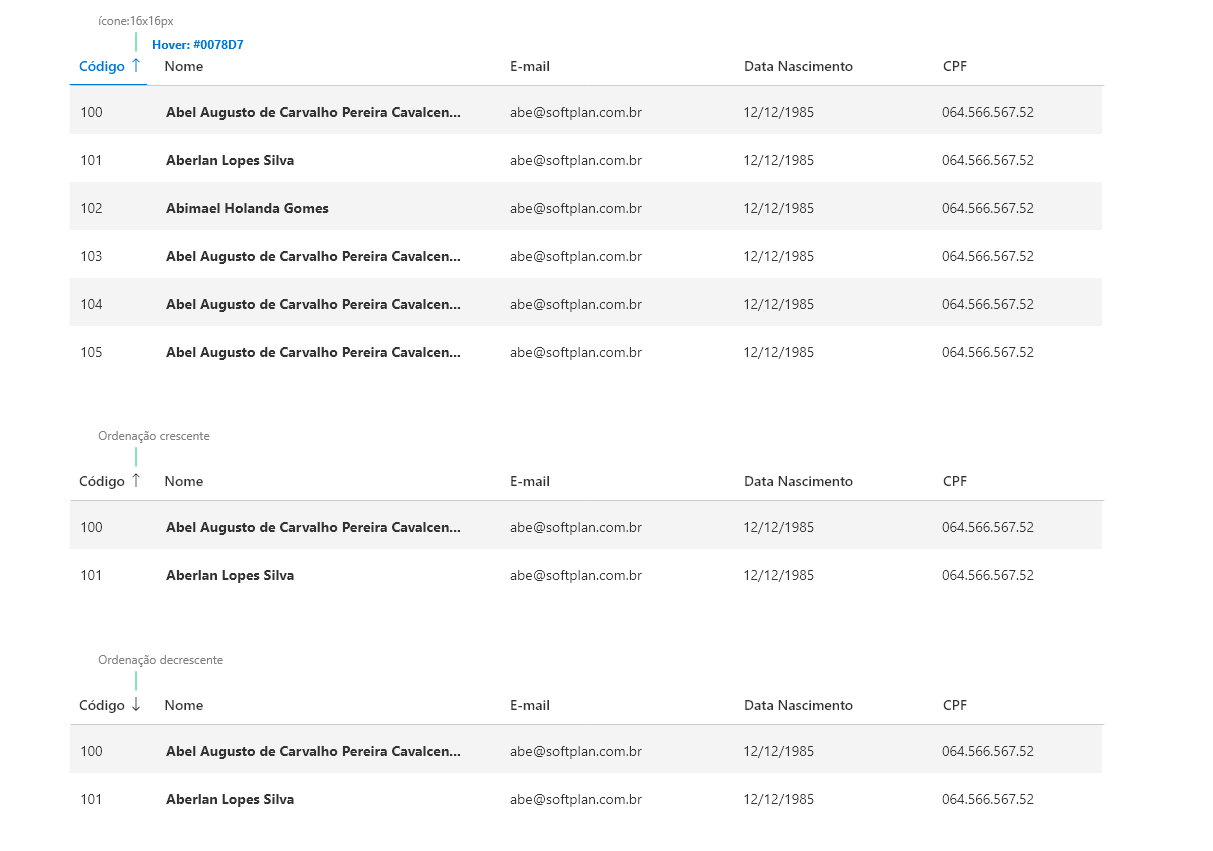 ícone:16x16px
Hover: #0078D7
Código ↑ Nome E-mail Data Nascimento CPF
100 Abel Augusto de Carvalho Pereira Cavalcen... abe@softplan.com.br 12/12/1985 064.566.567.52
101 Aberlan Lopes Silva abe@softplan.com.br 12/12/1985 064.566.567.52
102 Abimael Holanda Gomes abe@softplan.com.br 12/12/1985 064.566.567.52
103 Abel Augusto de Carvalho Pereira Cavalcen... abe@softplan.com.br 12/12/1985 064.566.567.52
104 Abel Augusto de Carvalho Pereira Cavalcen... abe@softplan.com.br 12/12/1985 064.566.567.52
105 Abel Augusto de Carvalho Pereira Cavalcen... abe@softplan.com.br 12/12/1985 064.566.567.52
Ordenação crescente
Código ↑ Nome E-mail Data Nascimento CPF
100 Abel Augusto de Carvalho Pereira Cavalcen... abe@softplan.com.br 12/12/1985 064.566.567.52
101 Aberlan Lopes Silva abe@softplan.com.br 12/12/1985 064.566.567.52
Ordenação decrescente
Código ↓ Nome E-mail Data Nascimento CPF
100 Abel Augusto de Carvalho Pereira Cavalcen... abe@softplan.com.br 12/12/1985 064.566.567.52
101 Aberlan Lopes Silva abe@softplan.com.br 12/12/1985 064.566.567.52